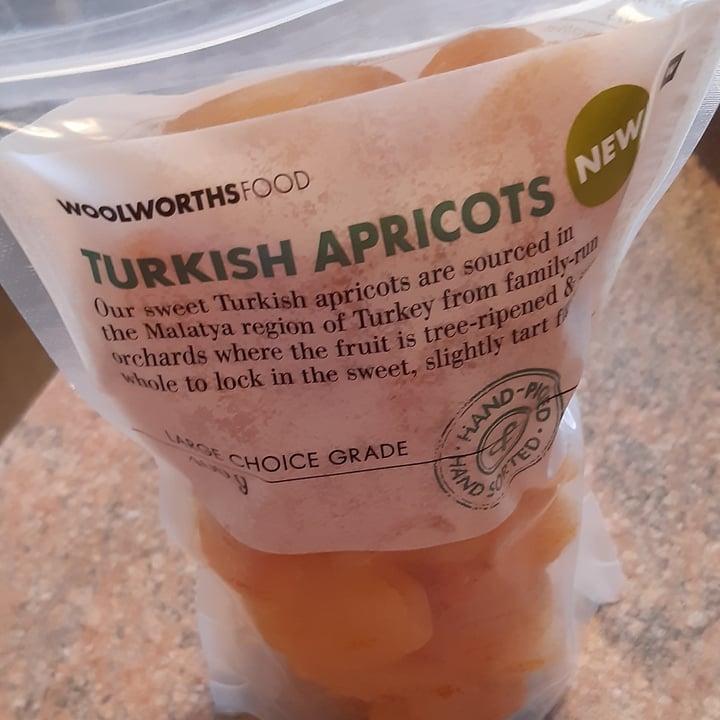 WOOLWORTHSFOOD
NEW
TURKISH APRICOTS
Our sweet Turkish apricots are sourced in
the Malatya region of Turkey from family-run
orchards where the fruit is tree-ripened &
whole to lock in the sweet, slightly tart
LARGE CHOICE GRADE
HAND-PICKED
HAND SORTED